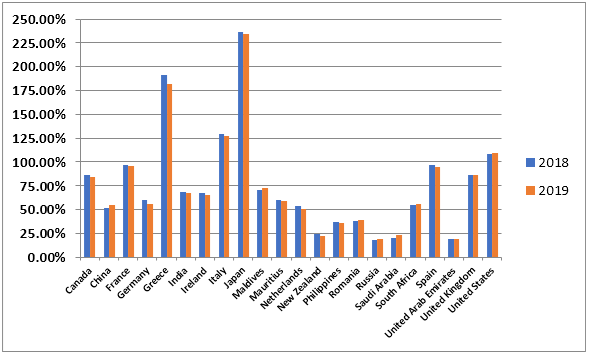 250.00%
225.00%
200.00%
175.00%
150.00%
125.00%
100.00%
75.00%
50.00%
25.00%
0.00%
Canada
China
France
Germany
Greece
India
Ireland
Italy
Japan
Maldives
Mauritius
Netherlands
New Zealand
Philippines
Romania
Russia
Saudi Arabia
South Africa
Spain
United Arab Emirates
United Kingdom
United States
2018
2019